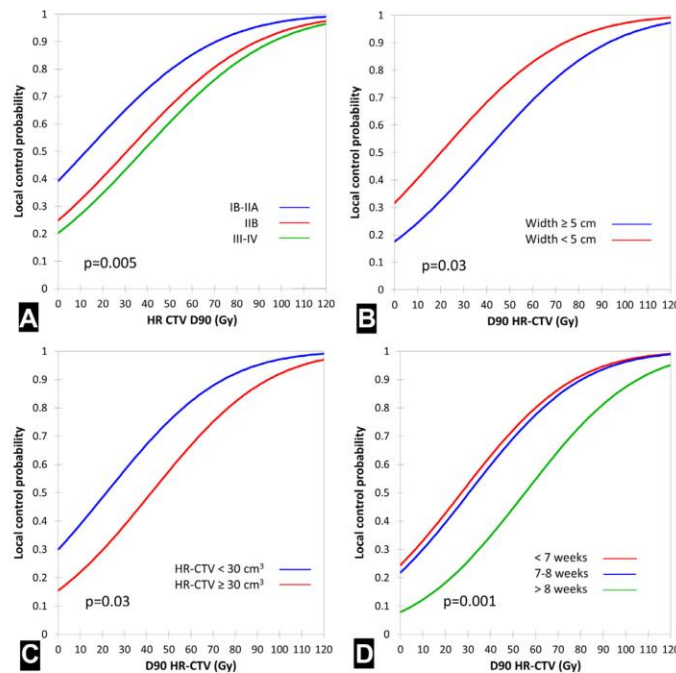 1
0.9
0.8
0.7
0.6
0.5
0.4
0.3
0.2
0.1
0
Local control probability
IB-IIA
IIB
III-IV
p=0.005
0 10 20 30 40 50 60 70 80 90 100 110 120
HR CTV D90 (Gy)
A
1
0.9
0.8
0.7
0.6
0.5
0.4
0.3
0.2
0.1
0
Local control probability
Width ≥ 5 cm
Width < 5 cm
p=0.03
0 10 20 30 40 50 60 70 80 90 100 110 120
D90 HR-CTV (Gy)
B
1
0.9
0.8
0.7
0.6
0.5
0.4
0.3
0.2
0.1
0
Local control probability
HR-CTV < 30 cm³
HR-CTV ≥ 30 cm³
p=0.03
0 10 20 30 40 50 60 70 80 90 100 110 120
D90 HR-CTV (Gy)
C
1
0.9
0.8
0.7
0.6
0.5
0.4
0.3
0.2
0.1
0
Local control probability
< 7 weeks
7-8 weeks
> 8 weeks
p=0.001
0 10 20 30 40 50 60 70 80 90 100 110 120
D90 HR-CTV (Gy)
D